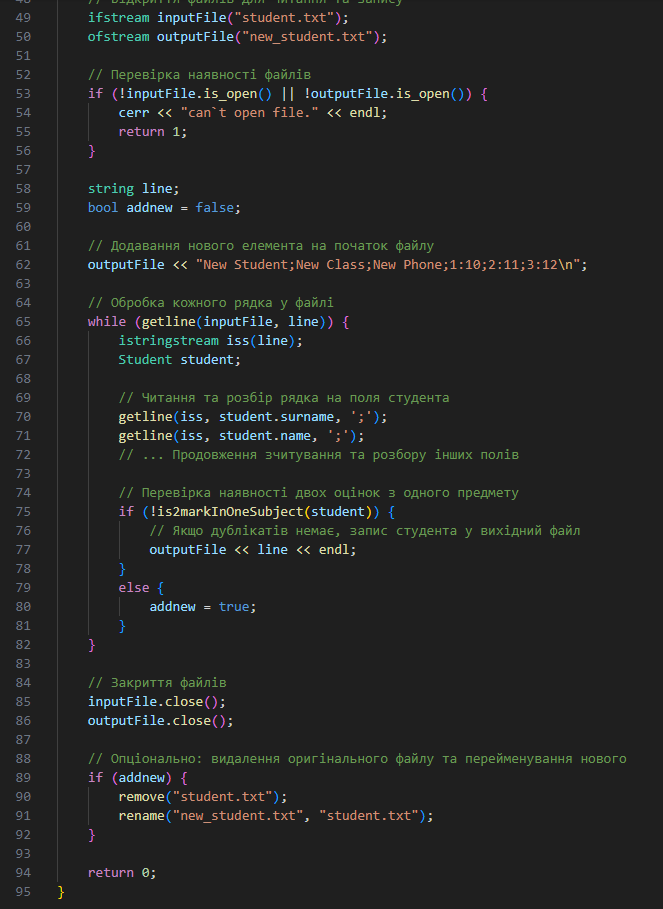 48 // Відкриття файлів для читання та запису
49 ifstream inputFile("student.txt");
50 ofstream outputFile("new_student.txt");
51
52 // Перевірка наявності файлів
53 if (!inputFile.is_open() || !outputFile.is_open()) {
54 cerr << "can`t open file." << endl;
55 return 1;
56 }
57
58 string line;
59 bool addnew = false;
60
61 // Додавання нового елемента на початок файлу
62 outputFile << "New Student;New Class;New Phone;1:10;2:11;3:12\n";
63
64 // Обробка кожного рядка у файлі
65 while (getline(inputFile, line)) {
66 istringstream iss(line);
67 Student student;
68
69 // Читання та розбір рядка на поля студента
70 getline(iss, student.surname, ';');
71 getline(iss, student.name, ';');
72 // ... Продовження зчитування та розбору інших полів
73
74 // Перевірка наявності двох оцінок з одного предмету
75 if (!is2markInOneSubject(student)) {
76 // Якщо дублікатів немає, запис студента у вихідний файл
77 outputFile << line << endl;
78 }
79 else {
80 addnew = true;
81 }
82 }
83
84 // Закриття файлів
85 inputFile.close();
86 outputFile.close();
87
88 // Опціонально: видалення оригінального файлу та перейменування нового
89 if (addnew) {
90 remove("student.txt");
91 rename("new_student.txt", "student.txt");
92 }
93
94 return 0;
95 }